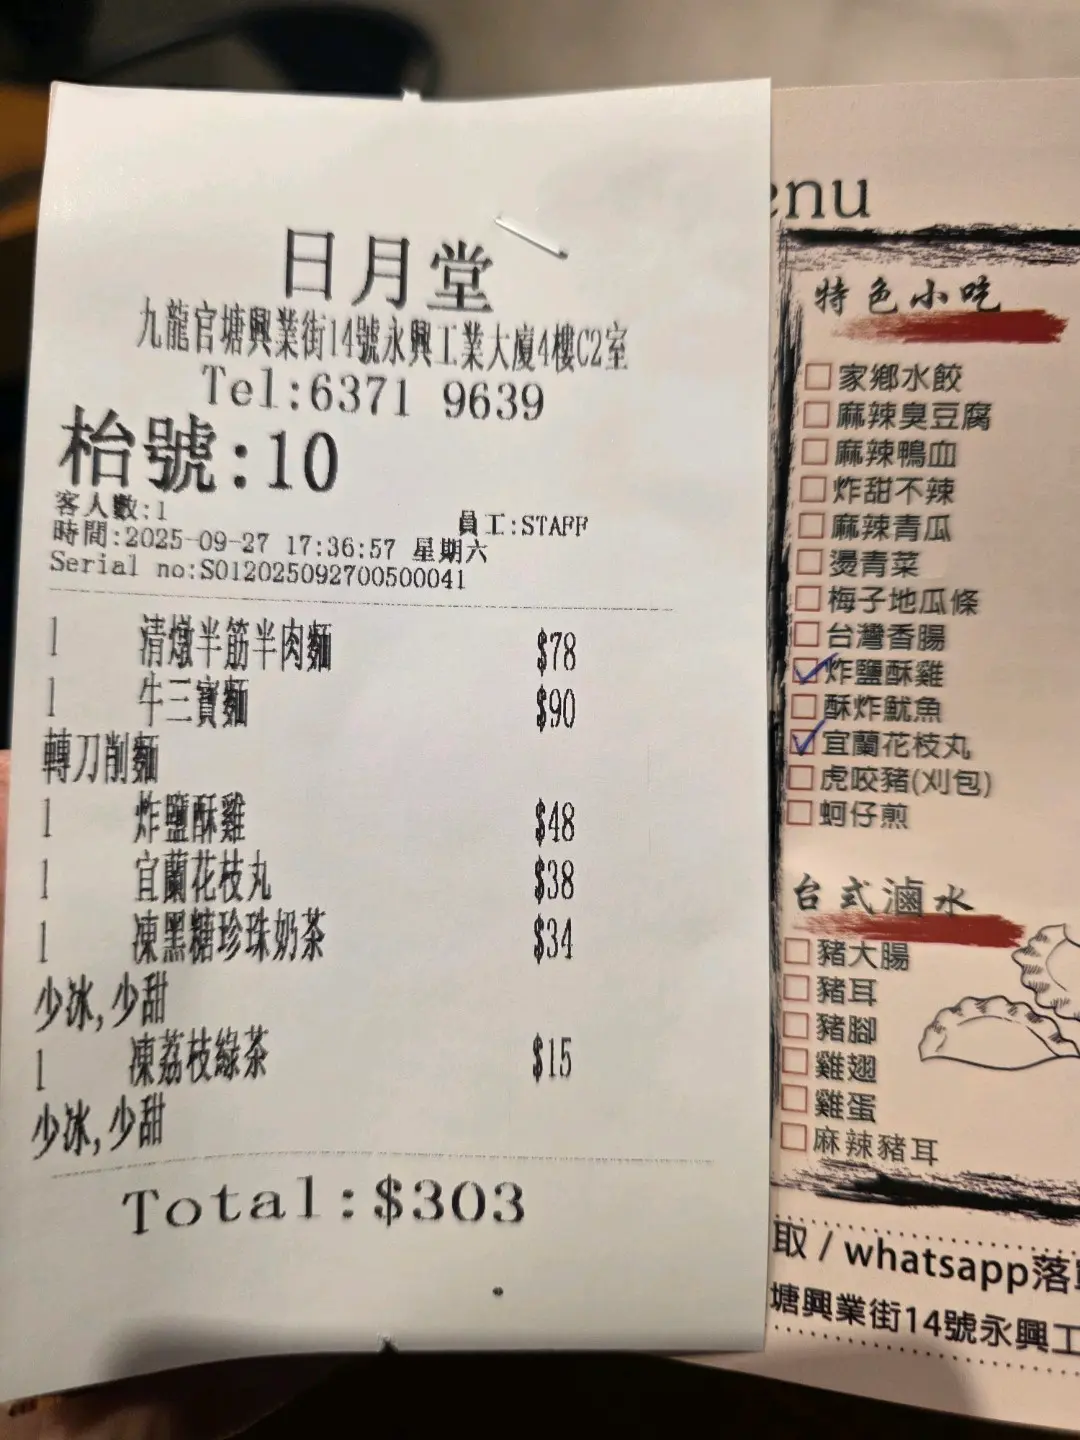 日月堂
九龍官塘興業街14號永興工業大廈4樓C2室
Tel:6371 9639
枱號:10
客人數:1
員工:STAFF
時間:2025-09-27 17:36:57 星期六
Serial no:S012025092700500041
1 清燉半筋半肉麵 $78
1 牛三寶麵 $90
轉刀削麵
1 炸鹽酥雞 $48
1 宜蘭花枝丸 $38
1 凍黑糖珍珠奶茶 $34
少冰,少甜
1 凍荔枝綠茶 $15
少冰,少甜
Total:$303
enu
特色小吃
家鄉水餃
麻辣臭豆腐
麻辣鴨血
炸甜不辣
麻辣青瓜
燙青菜
梅子地瓜條
台灣香腸
炸鹽酥雞
酥炸魷魚
宜蘭花枝丸
虎咬豬(刈包)
蚵仔煎
台式滷水
豬大腸
豬耳
豬腳
雞翅
雞蛋
麻辣豬耳
取 / whatsapp落
塘興業街14號永興工